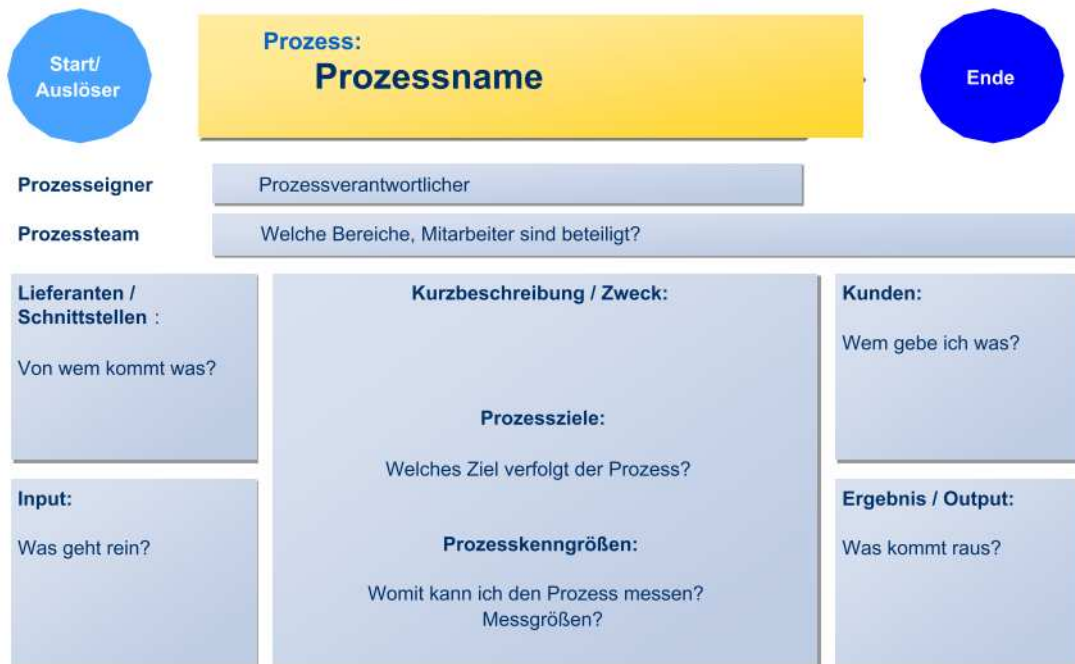 Start/
Auslöser
Prozess:
Prozessname
Ende
Prozesseigner
Prozessverantwortlicher
Prozessteam
Welche Bereiche, Mitarbeiter sind beteiligt?
Lieferanten /
Schnittstellen :
Von wem kommt was?
Kurzbeschreibung / Zweck:
Prozessziele:
Welches Ziel verfolgt der Prozess?
Prozesskenngrößen:
Womit kann ich den Prozess messen?
Messgrößen?
Kunden:
Wem gebe ich was?
Input:
Was geht rein?
Ergebnis / Output:
Was kommt raus?